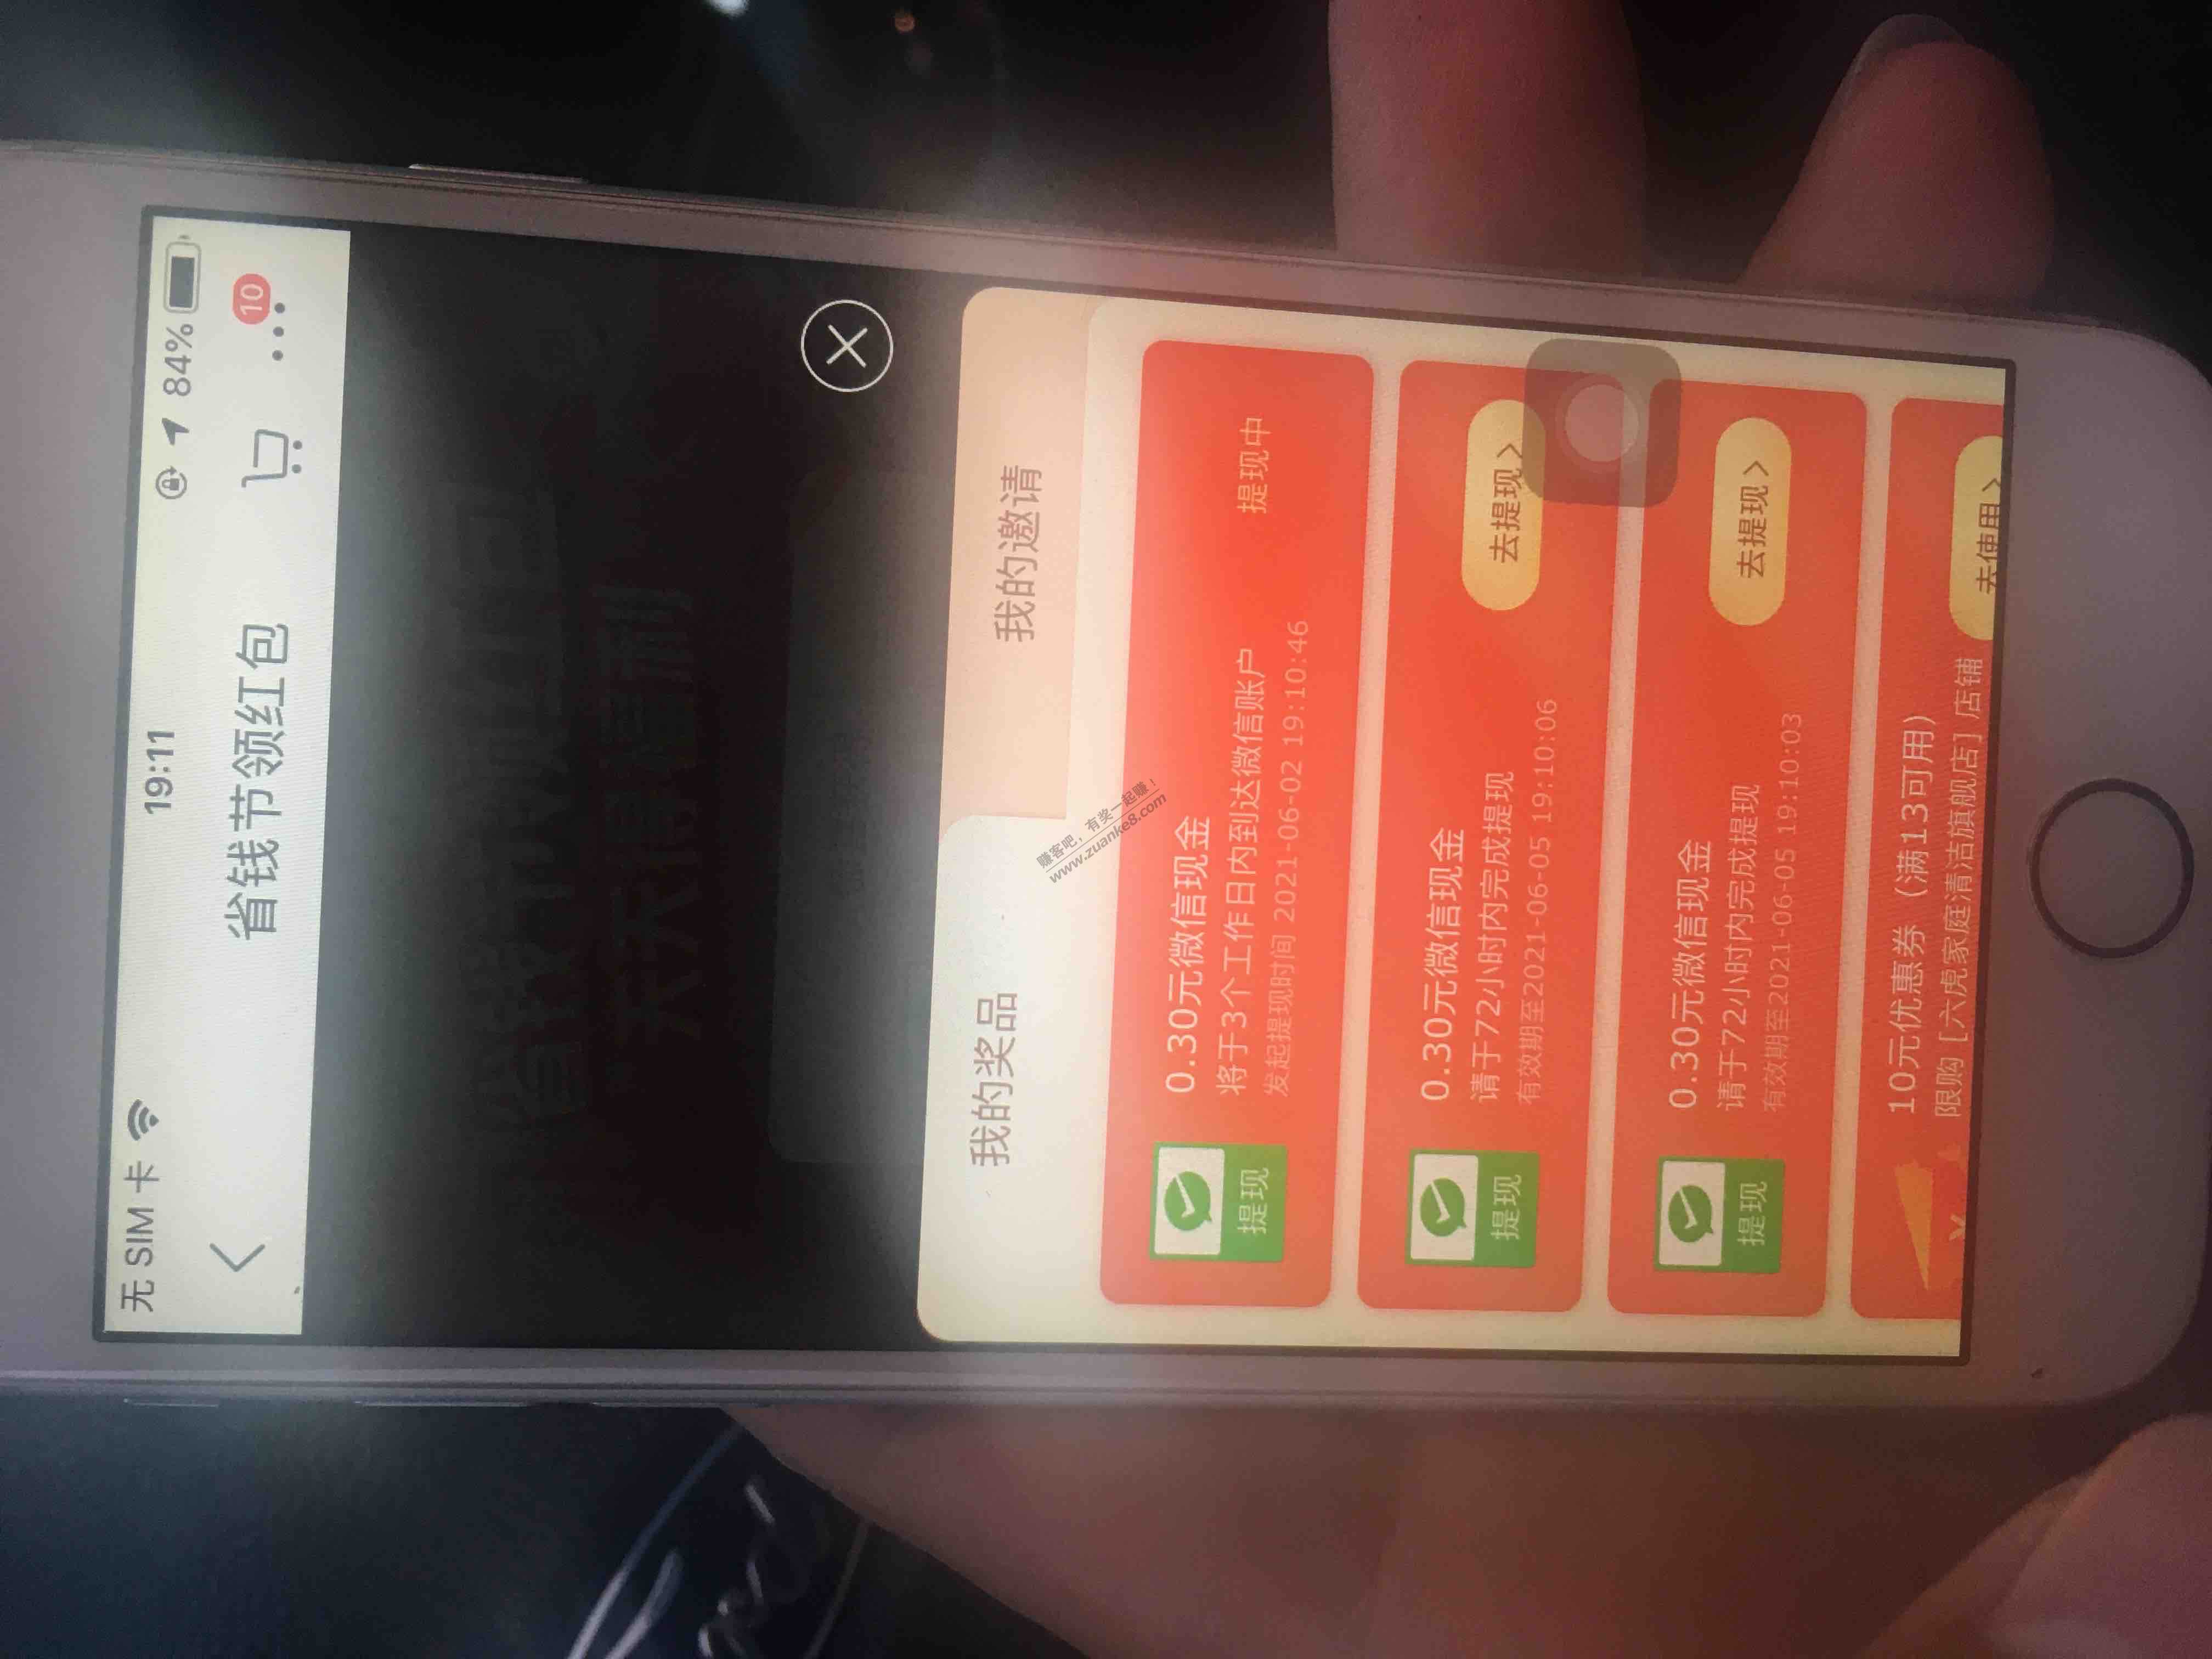 无 SIM 卡 19:11 84%
省钱节领红包 10
我的奖品 我的邀请
0.30元微信现金
将于3个工作日内到达微信账户
发起提现时间 2021-06-02 19:10:46
提现中
提现
0.30元微信现金
请于72小时内完成提现
有效期至2021-06-05 19:10:06
去提现>
提现
0.30元微信现金
请于72小时内完成提现
有效期至2021-06-05 19:10:03
去提现>
提现
10元优惠券（满13可用）
限购 [六虎家庭清洁旗舰店] 店铺
去使用>
赚客吧，有奖一起赚！
www.zuanke8.com